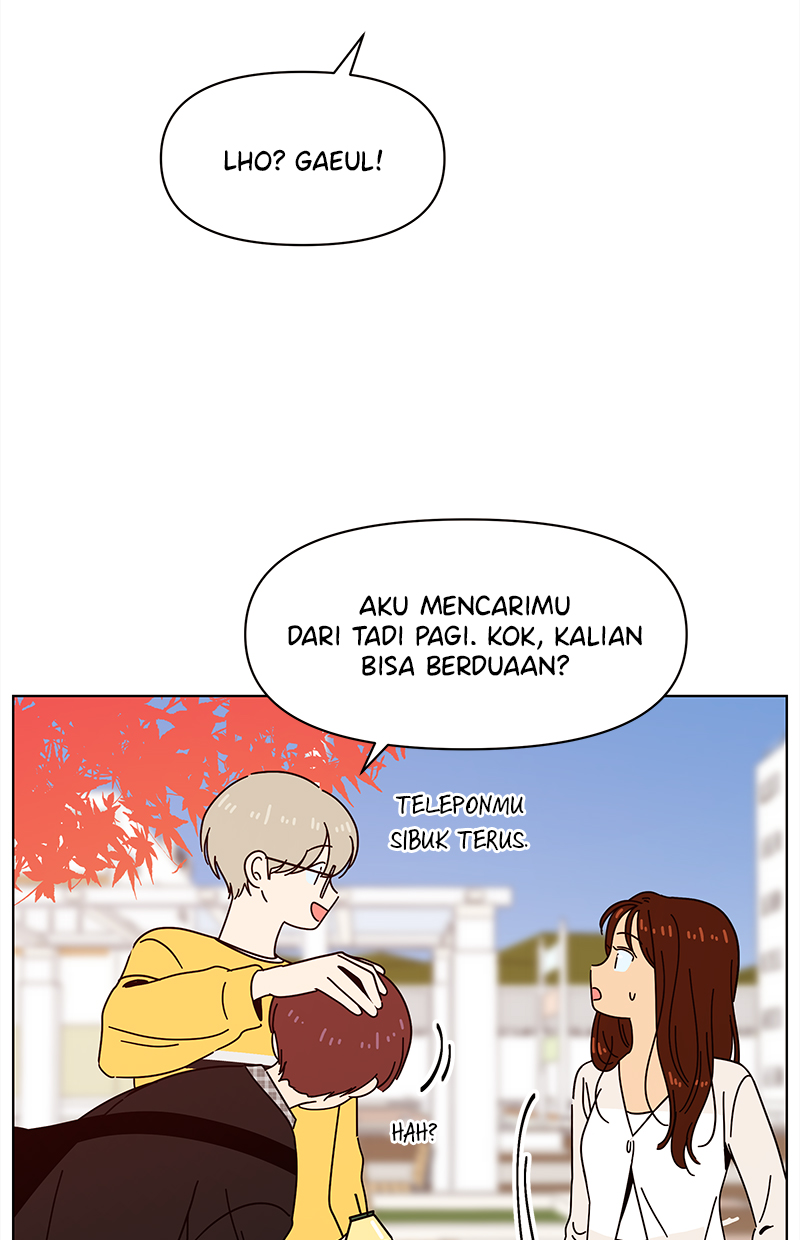 LHO? GAEUL!
AKU MENCARIMU
DARI TADI PAGI. KOK, KALIAN
BISA BERDUAAN?
TELEPONMU
SIBUK TERUS.
HAH?